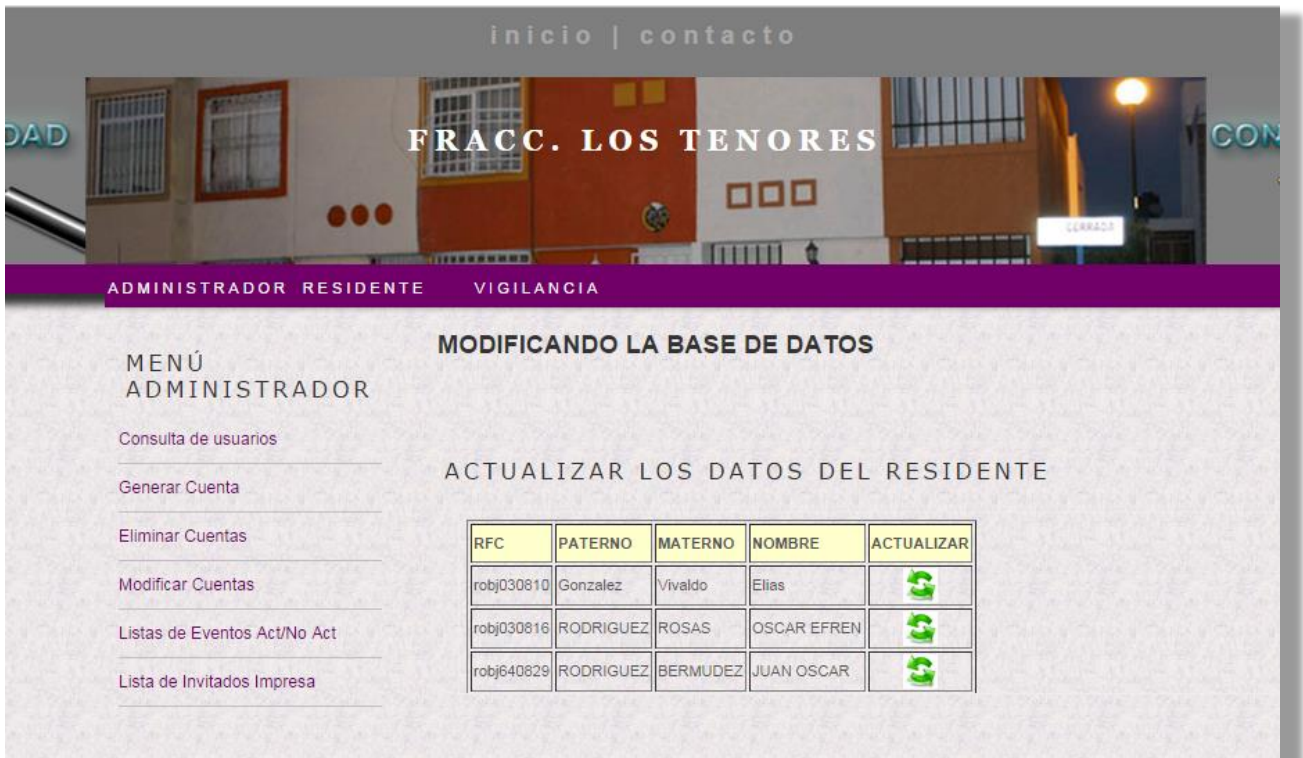 inicio | contacto
DAD
FRACC. LOS TENORES
CON
CERRADA
ADMINISTRADOR RESIDENTE VIGILANCIA
MENÚ
ADMINISTRADOR
Consulta de usuarios
Generar Cuenta
Eliminar Cuentas
Modificar Cuentas
Listas de Eventos Act/No Act
Lista de Invitados Impresa
MODIFICANDO LA BASE DE DATOS
ACTUALIZAR LOS DATOS DEL RESIDENTE
RFC PATERNO MATERNO NOMBRE ACTUALIZAR
robj030810 Gonzalez Vivaldo Elias
robj030816 RODRIGUEZ ROSAS OSCAR EFREN
robj640829 RODRIGUEZ BERMUDEZ JUAN OSCAR